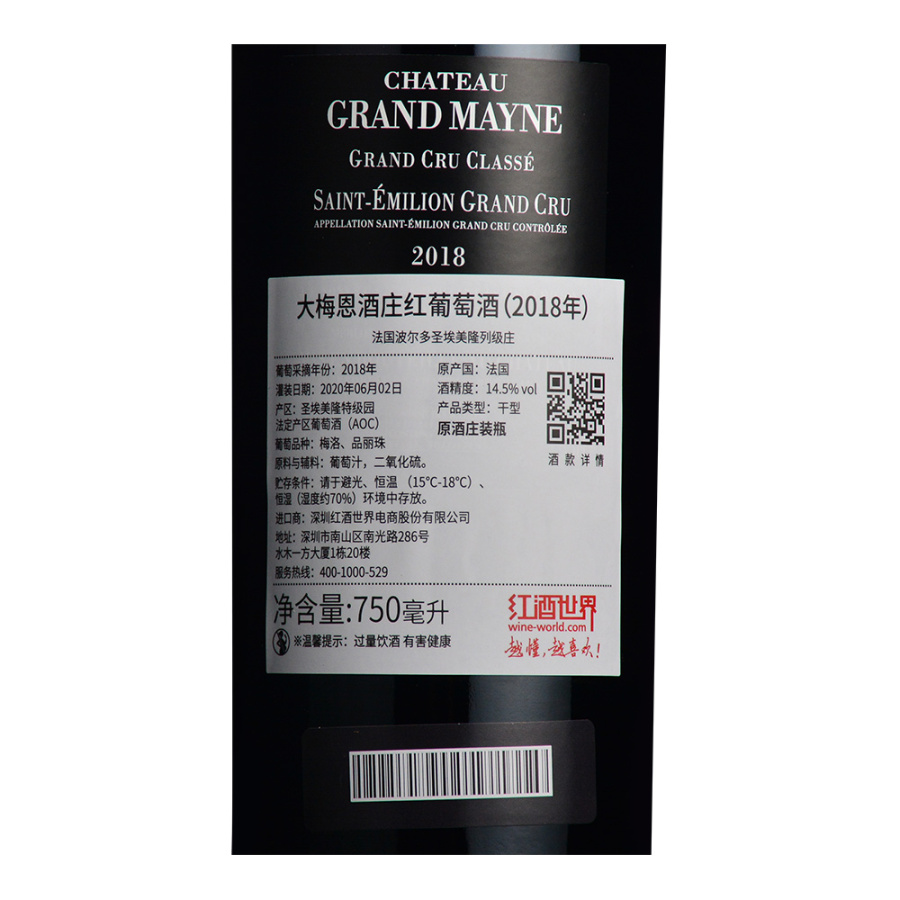 CHATEAU
GRAND MAYNE
GRAND CRU CLASSÉ
SAINT-ÉMILION GRAND CRU
APPELLATION SAINT-ÉMILION GRAND CRU CONTRÔLÉE
2018
大梅恩酒庄红葡萄酒(2018年)
法国波尔多圣埃美隆列级庄
葡萄采摘年份：2018年
原产国：法国
灌装日期：2020年06月02日
酒精度：14.5% vol
产区：圣埃美隆特级园
产品类型：干型
法定产区葡萄酒（AOC）
原酒庄装瓶
葡萄品种：梅洛、品丽珠
酒款详情
原料与辅料：葡萄汁，二氧化硫。
贮存条件：请于避光、恒温 （15°C-18°C）、
恒湿（湿度约70%）环境中存放。
进口商：深圳红酒世界电商股份有限公司
地址：深圳市南山区南光路286号
水木一方大厦1栋20楼
服务热线：400-1000-529
净含量:750毫升
红酒世界
wine-world.com
越懂,越喜欢!
※温馨提示：过量饮酒 有害健康